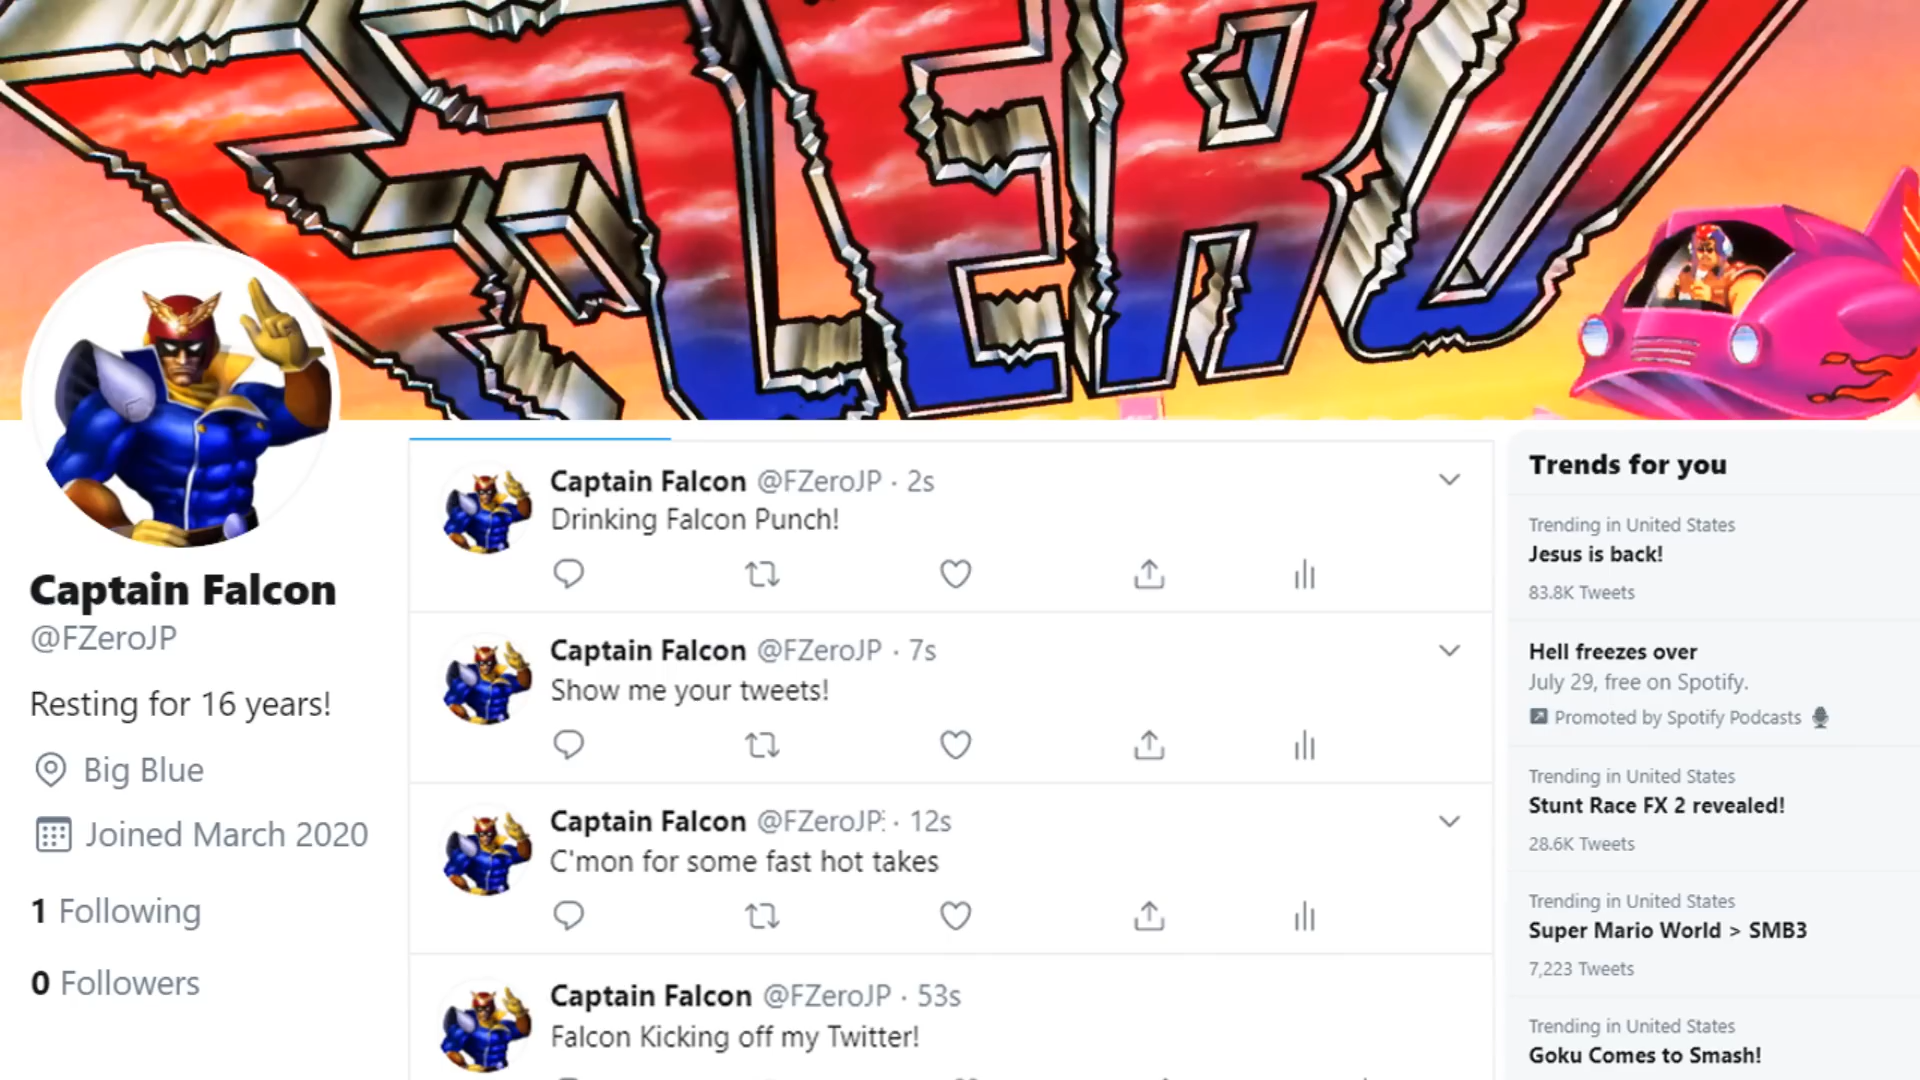 F-ZERO
Captain Falcon
@FZeroJP
Resting for 16 years!
Big Blue
Joined March 2020
1 Following
0 Followers
Captain Falcon @FZeroJP · 2s
Drinking Falcon Punch!
Captain Falcon @FZeroJP · 7s
Show me your tweets!
Captain Falcon @FZeroJP · 12s
C'mon for some fast hot takes
Captain Falcon @FZeroJP · 53s
Falcon Kicking off my Twitter!
Trends for you
Trending in United States
Jesus is back!
83.8K Tweets
Hell freezes over
July 29, free on Spotify.
Promoted by Spotify Podcasts
Trending in United States
Stunt Race FX 2 revealed!
28.6K Tweets
Trending in United States
Super Mario World > SMB3
7,223 Tweets
Trending in United States
Goku Comes to Smash!